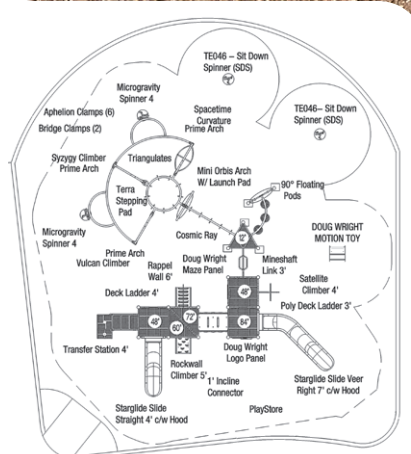 TE046 – Sit Down
Spinner (SDS)
Microgravity
Spinner 4
Aphelion Clamps (6)
Bridge Clamps (2)
Spacetime
Curvature
Prime Arch
TE046– Sit Down
Spinner (SDS)
Syzygy Climber
Prime Arch
Triangulates
Mini Orbis Arch
W/ Launch Pad
Terra
Stepping
Pad
90° Floating
Pods
Cosmic Ray
12"
DOUG WRIGHT
MOTION TOY
Microgravity
Spinner 4
Prime Arch
Vulcan Climber
Doug Wright
Maze Panel
Mineshaft
Link 3'
Rappel
Wall 6'
Deck Ladder 4'
Satellite
Climber 4'
Poly Deck Ladder 3'
48"
72"
48"
60"
84"
Transfer Station 4'
Rockwall
Climber 5'
Doug Wright
Logo Panel
1' Incline
Connector
Starglide Slide
Straight 4' c/w Hood
Starglide Slide Veer
Right 7' c/w Hood
PlayStore